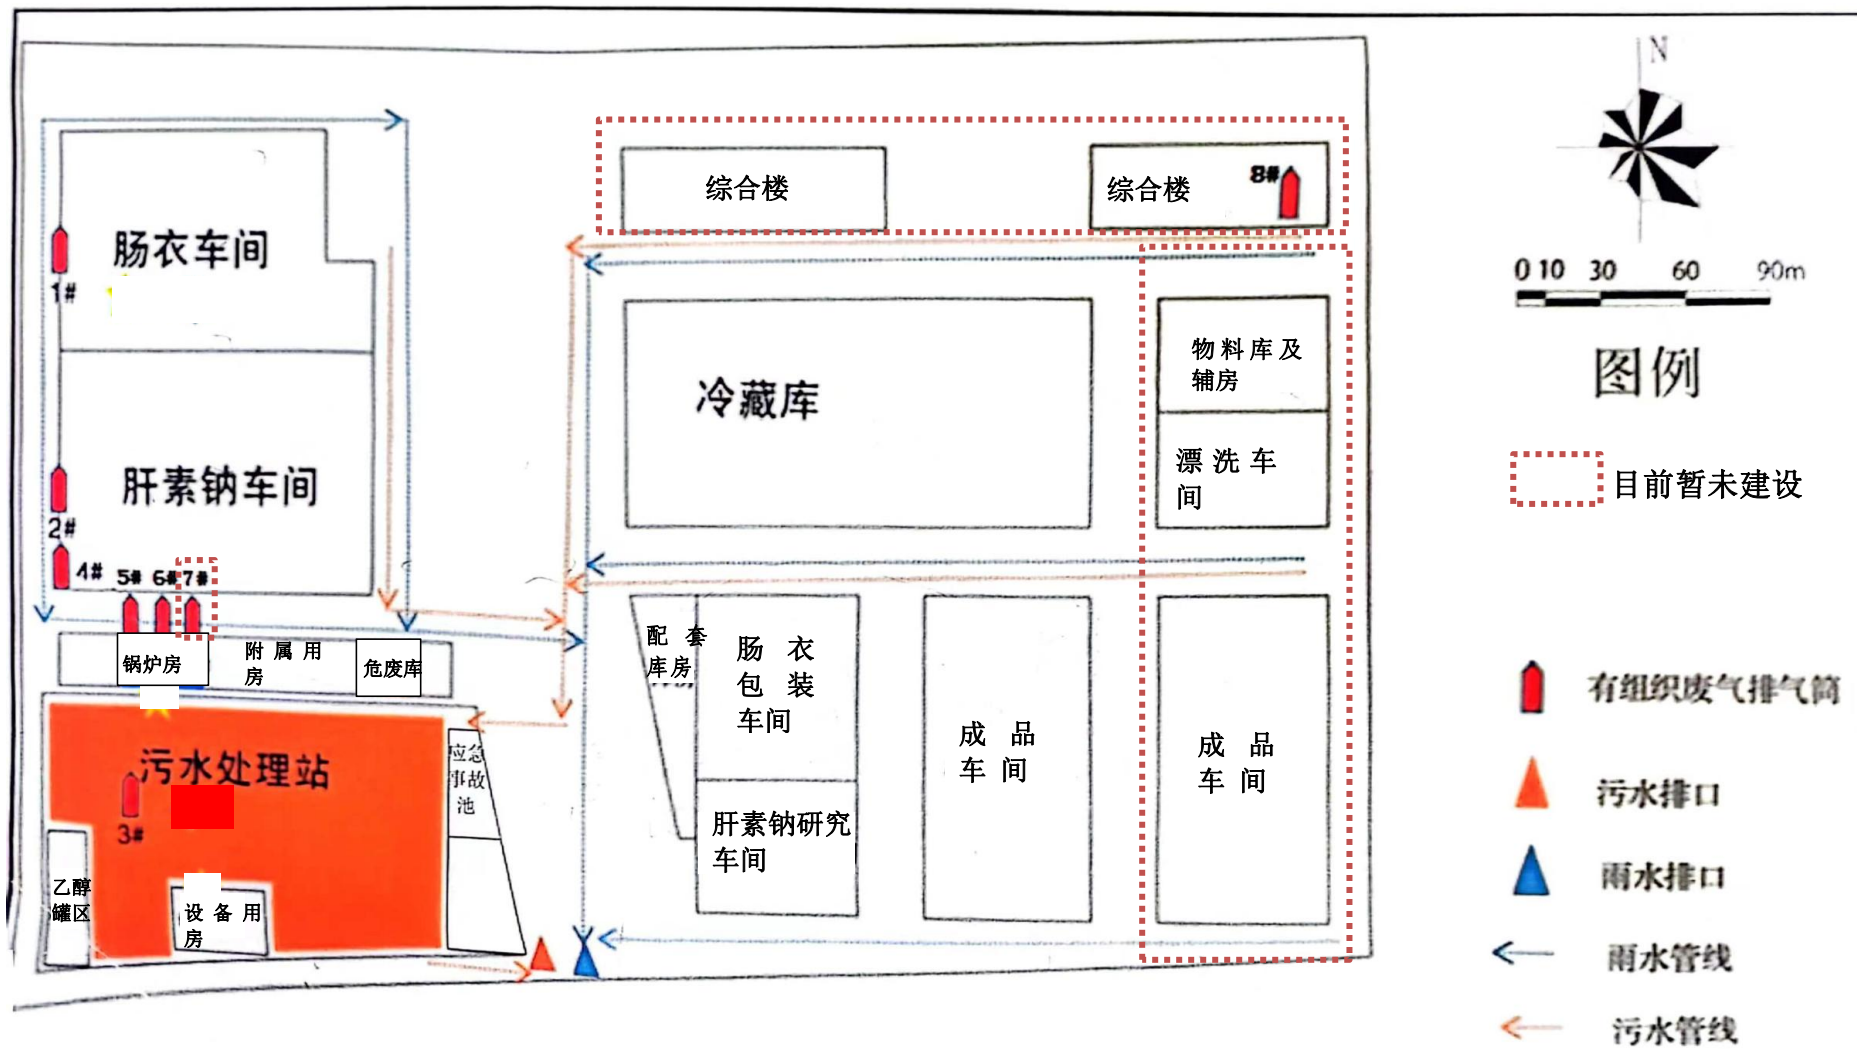 N
0 10 30 60 90m
图例
目前暂未建设
有组织废气排气筒
污水排口
雨水排口
雨水管线
污水管线
综合楼
综合楼
8#
肠衣车间
1#
肝素钠车间
2#
4#
5#
6#
7#
锅炉房
附属用
房
危废库
污水处理站
3#
应急
事故
池
乙醇
罐区
设备用
房
冷藏库
物料库及
辅房
漂洗车
间
配套
库房
肠衣
包装
车间
肝素钠研究
车间
成品
车间
成品
车间